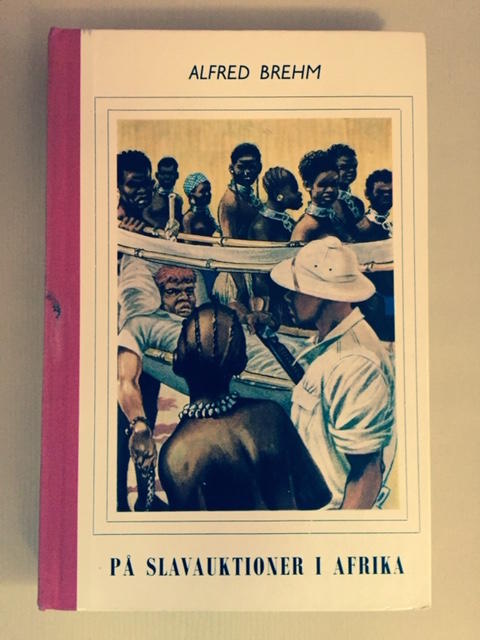 ALFRED BREHM
PÅ SLAVAUKTIONER I AFRIKA